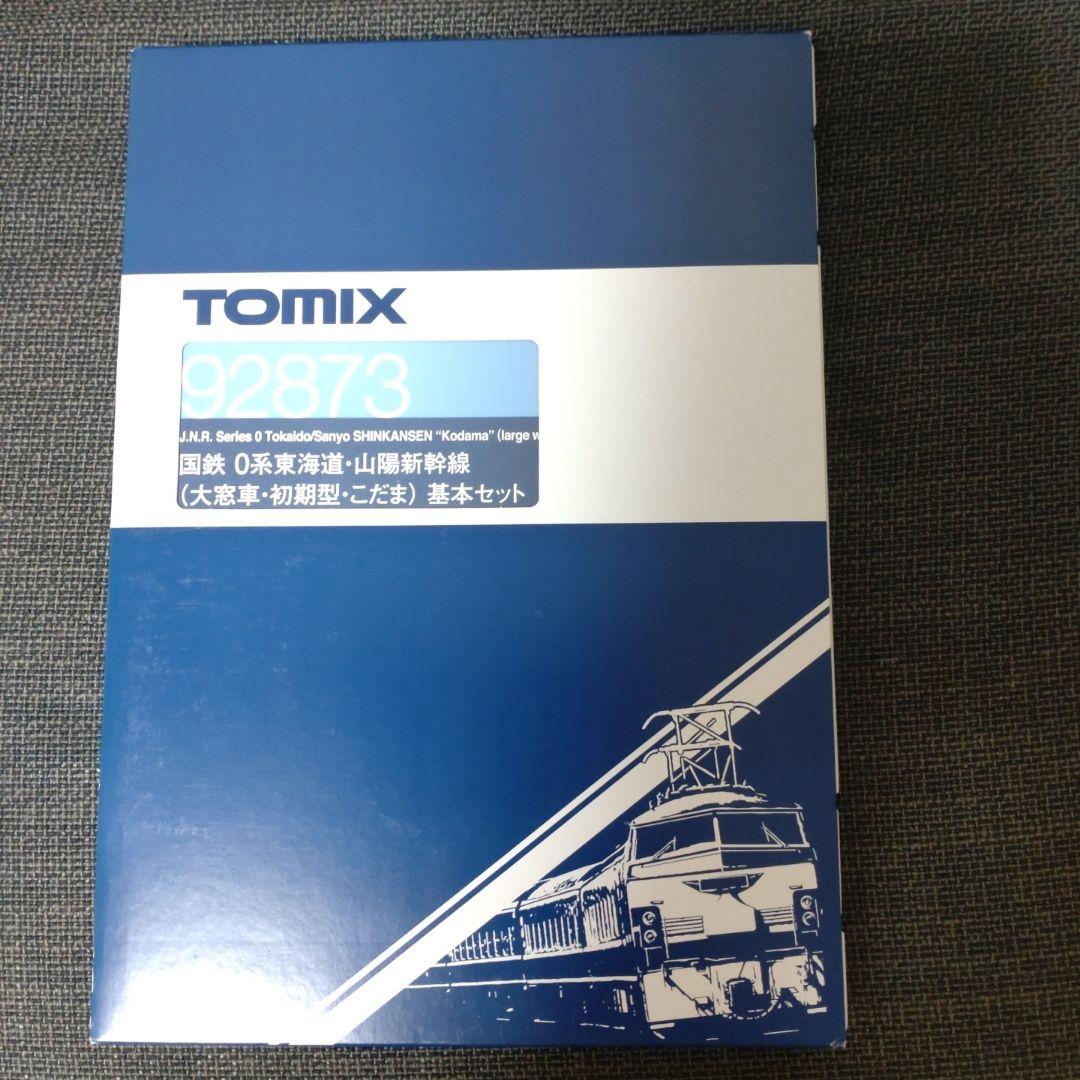 TOMIX
92873
J.N.R. Series 0 Tokaido/Sanyo SHINKANSEN "Kodama" (large w
国鉄 0系東海道・山陽新幹線
(大窓車・初期型・こだま) 基本セット